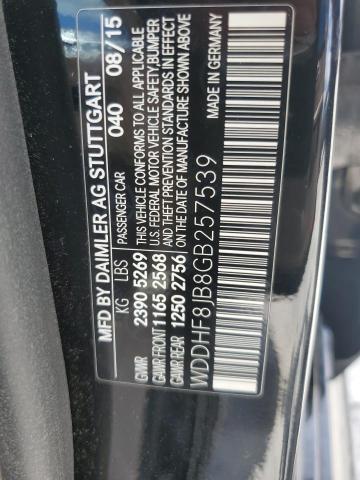 MFD BY DAIMLER AG STUTTGART
040 08/15
KG LBS PASSENGER CAR
GVWR 2390 5269 THIS VEHICLE CONFORMS TO ALL APPLICABLE
GAWR FRONT 1165 2568 U.S. FEDERAL MOTOR VEHICLE SAFETY/BUMPER
GAWR REAR 1250 2756 AND THEFT PREVENTION STANDARDS IN EFFECT
ON THE DATE OF MANUFACTURE SHOWN ABOVE
WDDHF8JB8GB257539
MADE IN GERMANY